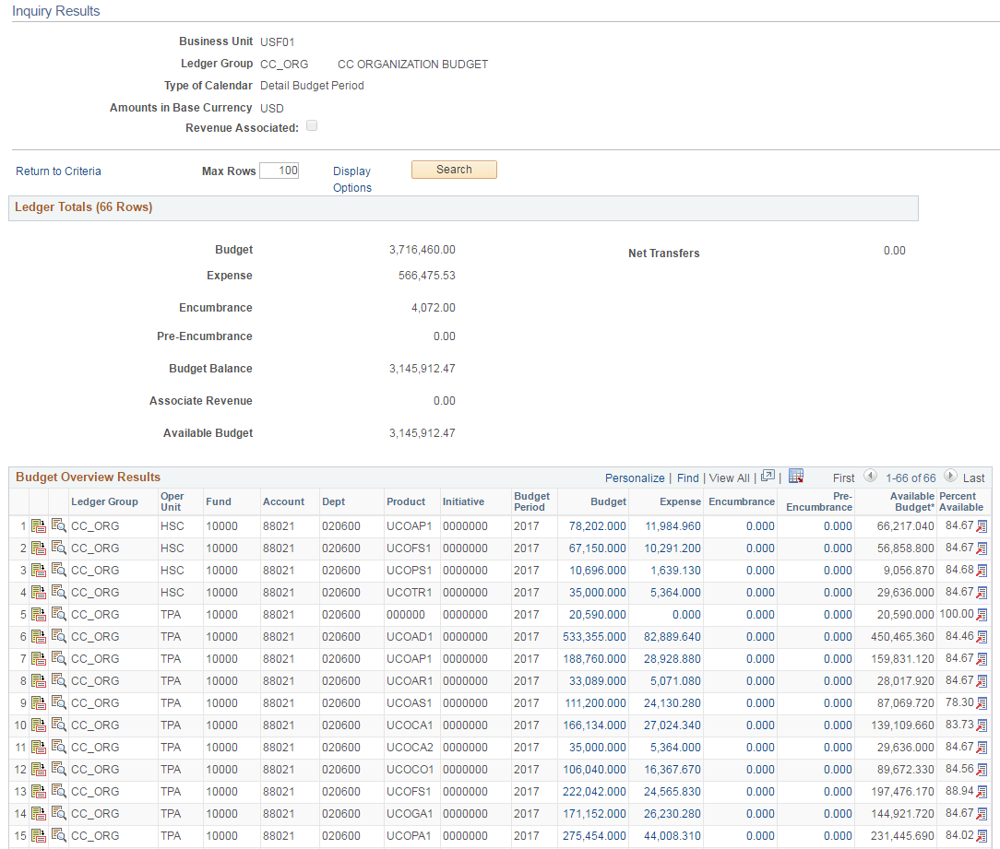 Inquiry Results
Business Unit USF01
Ledger Group CC_ORG CC ORGANIZATION BUDGET
Type of Calendar Detail Budget Period
Amounts in Base Currency USD
Revenue Associated:
Return to Criteria Max Rows 100 Display Options Search
Ledger Totals (66 Rows)
Budget 3,716,460.00 Net Transfers 0.00
Expense 566,475.53
Encumbrance 4,072.00
Pre-Encumbrance 0.00
Budget Balance 3,145,912.47
Associate Revenue 0.00
Available Budget 3,145,912.47
Budget Overview Results Personalize | Find | View All | | First 1-66 of 66 Last
Ledger Group Oper Unit Fund Account Dept Product Initiative Budget Period Budget Expense Encumbrance Pre-Encumbrance Available Budget* Percent Available
1 CC_ORG HSC 10000 88021 020600 UCOAP1 0000000 2017 78,202.000 11,984.960 0.000 0.000 66,217.040 84.67
2 CC_ORG HSC 10000 88021 020600 UCOFS1 0000000 2017 67,150.000 10,291.200 0.000 0.000 56,858.800 84.67
3 CC_ORG HSC 10000 88021 020600 UCOPS1 0000000 2017 10,696.000 1,639.130 0.000 0.000 9,056.870 84.68
4 CC_ORG HSC 10000 88021 020600 UCOTR1 0000000 2017 35,000.000 5,364.000 0.000 0.000 29,636.000 84.67
5 CC_ORG TPA 10000 88021 020600 000000 0000000 2017 20,590.000 0.000 0.000 0.000 20,590.000 100.00
6 CC_ORG TPA 10000 88021 020600 UCOAD1 0000000 2017 533,355.000 82,889.640 0.000 0.000 450,465.360 84.46
7 CC_ORG TPA 10000 88021 020600 UCOAP1 0000000 2017 188,760.000 28,928.880 0.000 0.000 159,831.120 84.67
8 CC_ORG TPA 10000 88021 020600 UCOAR1 0000000 2017 33,089.000 5,071.080 0.000 0.000 28,017.920 84.67
9 CC_ORG TPA 10000 88021 020600 UCOAS1 0000000 2017 111,200.000 24,130.280 0.000 0.000 87,069.720 78.30
10 CC_ORG TPA 10000 88021 020600 UCOCA1 0000000 2017 166,134.000 27,024.340 0.000 0.000 139,109.660 83.73
11 CC_ORG TPA 10000 88021 020600 UCOCA2 0000000 2017 35,000.000 5,364.000 0.000 0.000 29,636.000 84.67
12 CC_ORG TPA 10000 88021 020600 UCOCO1 0000000 2017 106,040.000 16,367.670 0.000 0.000 89,672.330 84.56
13 CC_ORG TPA 10000 88021 020600 UCOFS1 0000000 2017 222,042.000 24,565.830 0.000 0.000 197,476.170 88.94
14 CC_ORG TPA 10000 88021 020600 UCOGA1 0000000 2017 171,152.000 26,230.280 0.000 0.000 144,921.720 84.67
15 CC_ORG TPA 10000 88021 020600 UCOPA1 0000000 2017 275,454.000 44,008.310 0.000 0.000 231,445.690 84.02